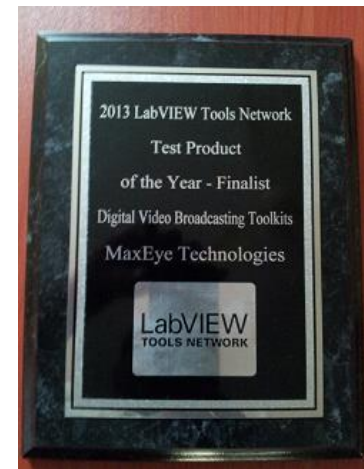 2013 LabVIEW Tools Network
Test Product
of the Year - Finalist
Digital Video Broadcasting Toolkits
MaxEye Technologies
LabVIEW
TOOLS NETWORK